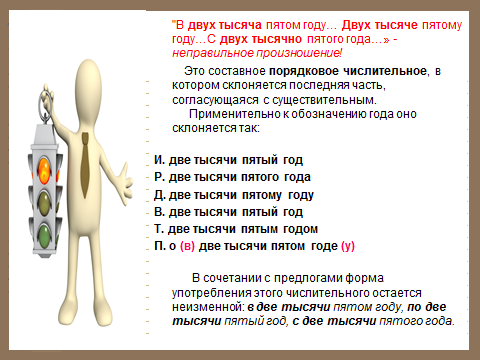 "В двух тысяча пятом году… Двух тысяче пятому
году…С двух тысячно пятого года…» -
неправильное произношение!
Это составное порядковое числительное, в
котором склоняется последняя часть,
согласующаяся с существительным.
Применительно к обозначению года оно
склоняется так:
И. две тысячи пятый год
Р. две тысячи пятого года
Д. две тысячи пятому году
В. две тысячи пятый год
Т. две тысячи пятым годом
П. о (в) две тысячи пятом годе (у)
В сочетании с предлогами форма
употребления этого числительного остается
неизменной: в две тысячи пятом году, по две
тысячи пятый год, с две тысячи пятого года.